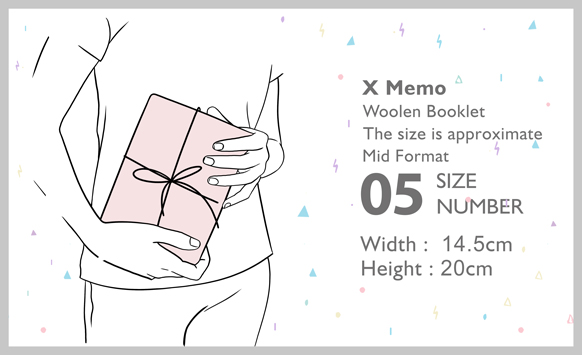 X Memo
Woolen Booklet
The size is approximate
Mid Format
05 SIZE
NUMBER
Width : 14.5cm
Height : 20cm